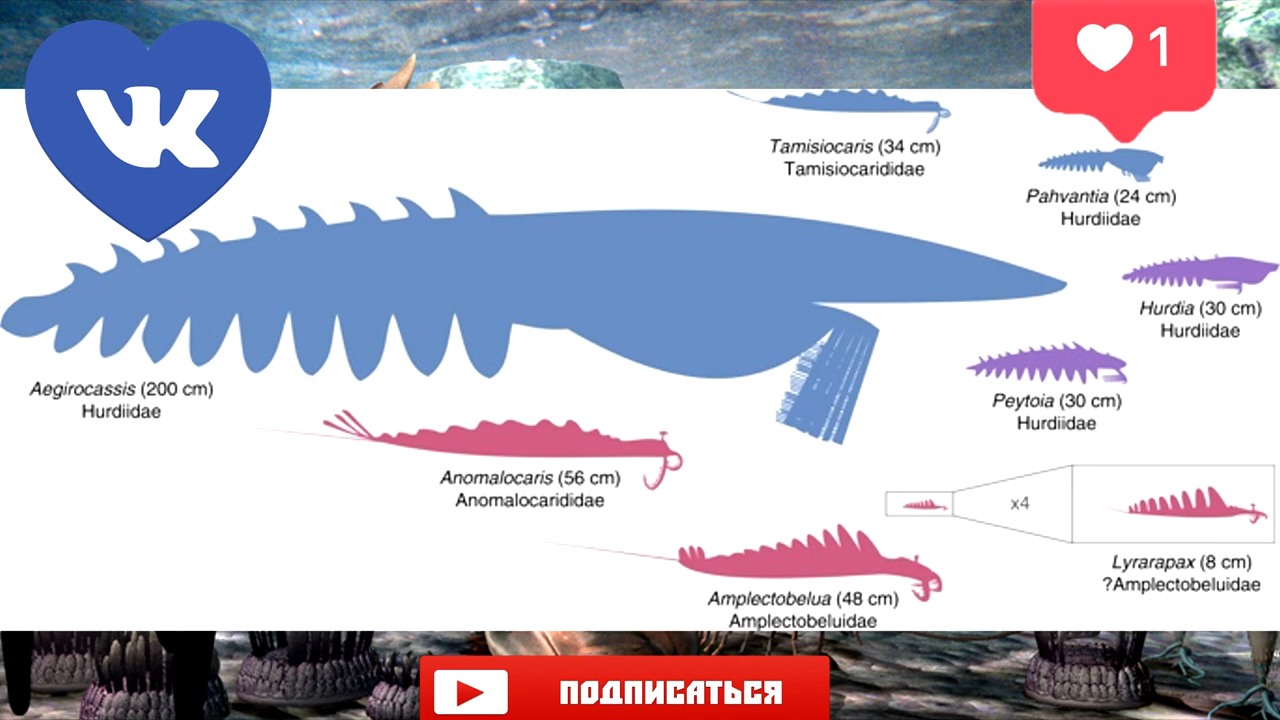 VK
1
Tamisiocaris (34 cm)
Tamisiocarididae
Pahvantia (24 cm)
Hurdiidae
Hurdia (30 cm)
Hurdiidae
Aegirocassis (200 cm)
Hurdiidae
Peytoia (30 cm)
Hurdiidae
Anomalocaris (56 cm)
Anomalocarididae
x4
Lyrarapax (8 cm)
?Amplectobeluidae
Amplectobelua (48 cm)
Amplectobeluidae
ПОДПИСАТЬСЯ